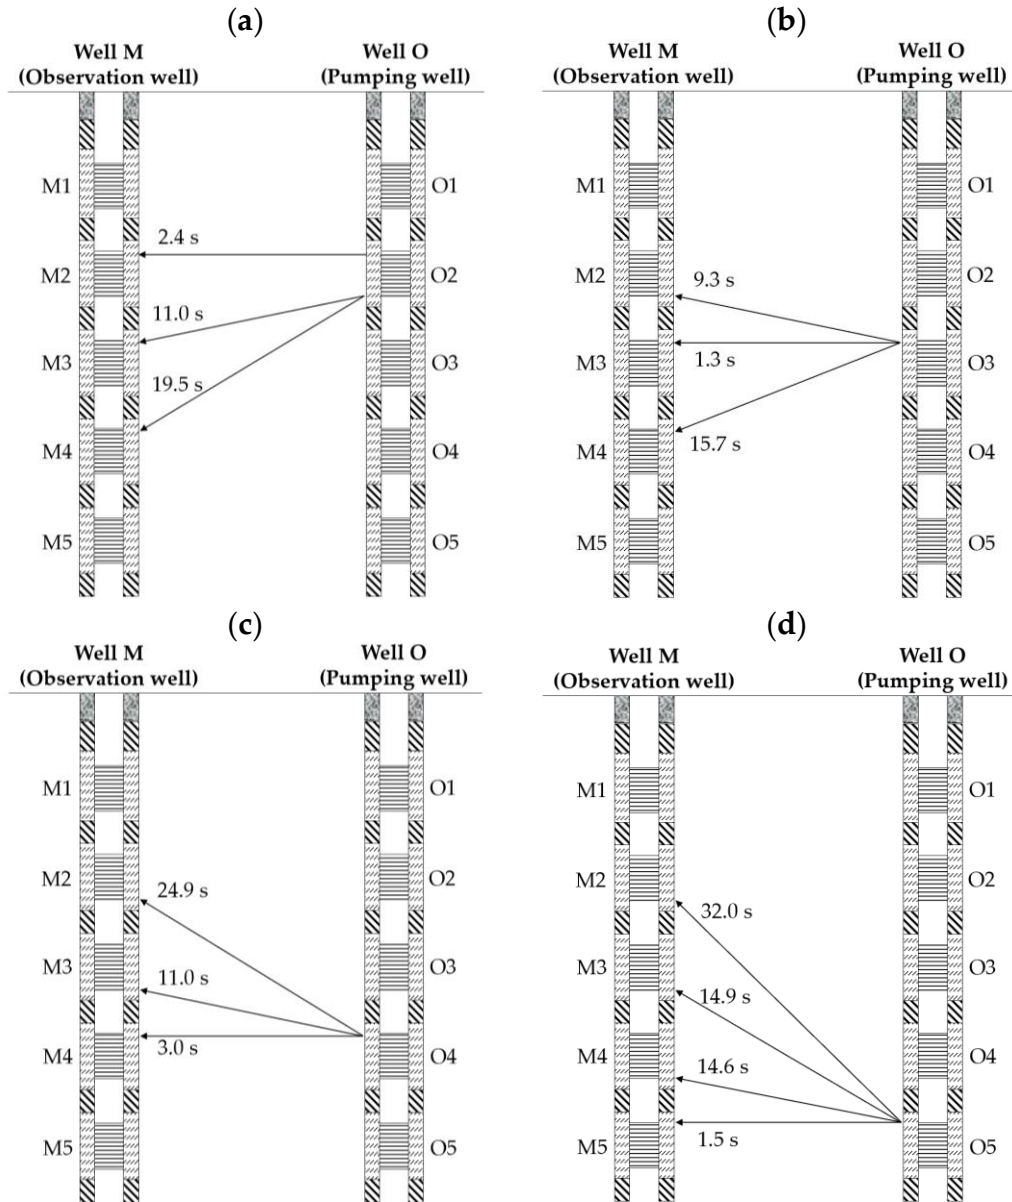 (a)
Well M
(Observation well)
Well O
(Pumping well)
M1
O1
2.4 s
M2
O2
11.0 s
M3
O3
19.5 s
M4
O4
M5
O5
(b)
Well M
(Observation well)
Well O
(Pumping well)
M1
O1
M2
O2
9.3 s
M3
O3
1.3 s
M4
O4
15.7 s
M5
O5
(c)
Well M
(Observation well)
Well O
(Pumping well)
M1
O1
M2
O2
24.9 s
M3
O3
11.0 s
M4
O4
3.0 s
M5
O5
(d)
Well M
(Observation well)
Well O
(Pumping well)
M1
O1
M2
O2
32.0 s
M3
O3
14.9 s
M4
O4
14.6 s
M5
O5
1.5 s